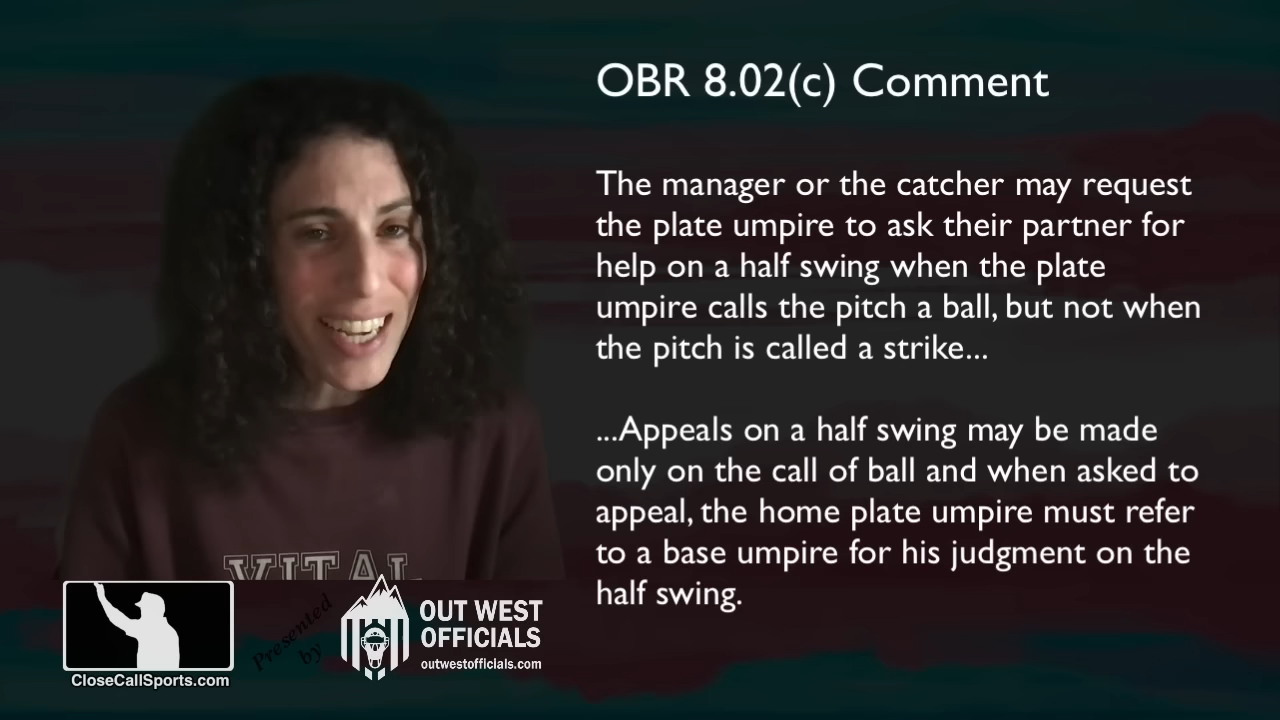 OBR 8.02(c) Comment
The manager or the catcher may request
the plate umpire to ask their partner for
help on a half swing when the plate
umpire calls the pitch a ball, but not when
the pitch is called a strike...
...Appeals on a half swing may be made
only on the call of ball and when asked to
appeal, the home plate umpire must refer
to a base umpire for his judgment on the
half swing.
VITAL
CloseCallSports.com
Presented
by
OUT WEST
OFFICIALS
outwestofficials.com